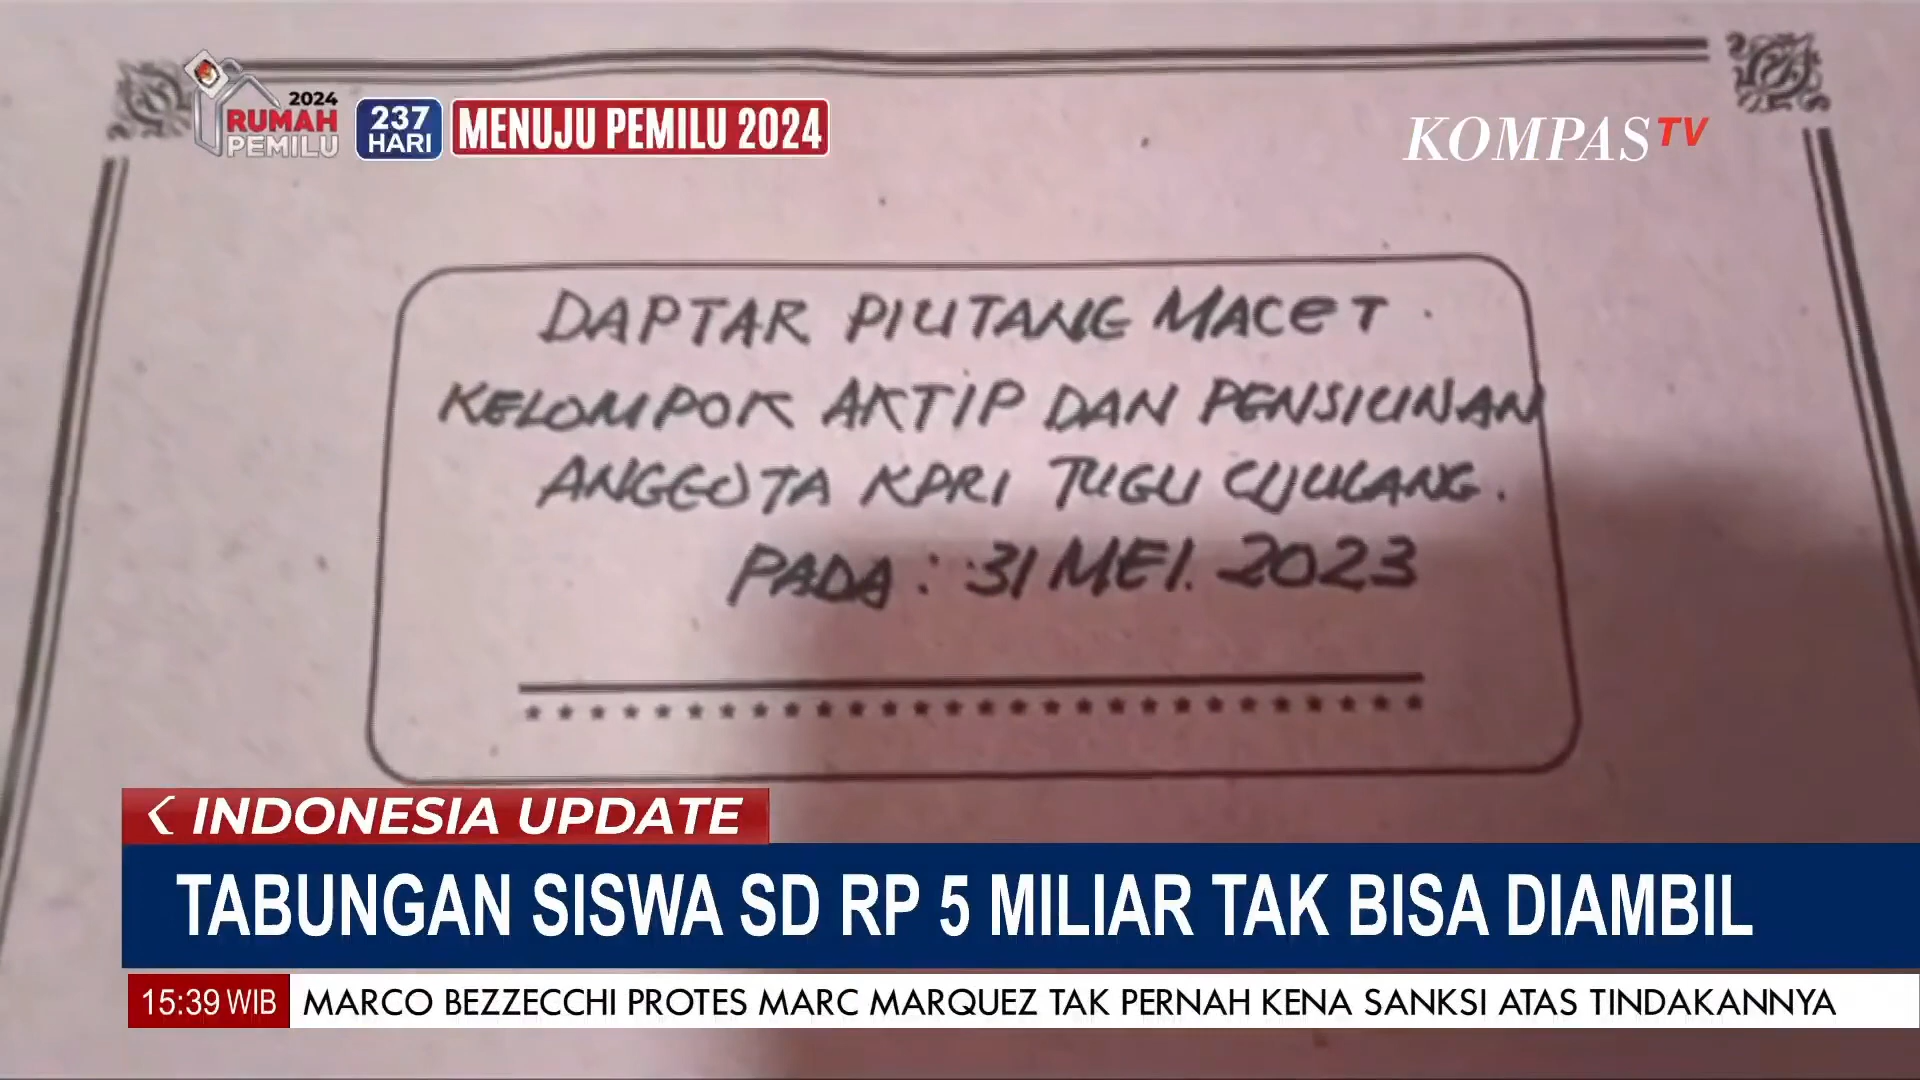 2024
RUMAH
PEMILU
237
HARI
MENUJU PEMILU 2024
KOMPAS TV
DAPTAR PIUTANG MACET.
KELOMPOK AKTIP DAN PENSIUNAN
ANGGOTA KPRI TUGU CIJULANG.
PADA : 31 MEI. 2023
INDONESIA UPDATE
TABUNGAN SISWA SD RP 5 MILIAR TAK BISA DIAMBIL
15:39 WIB MARCO BEZZECCHI PROTES MARC MARQUEZ TAK PERNAH KENA SANKSI ATAS TINDAKANNYA